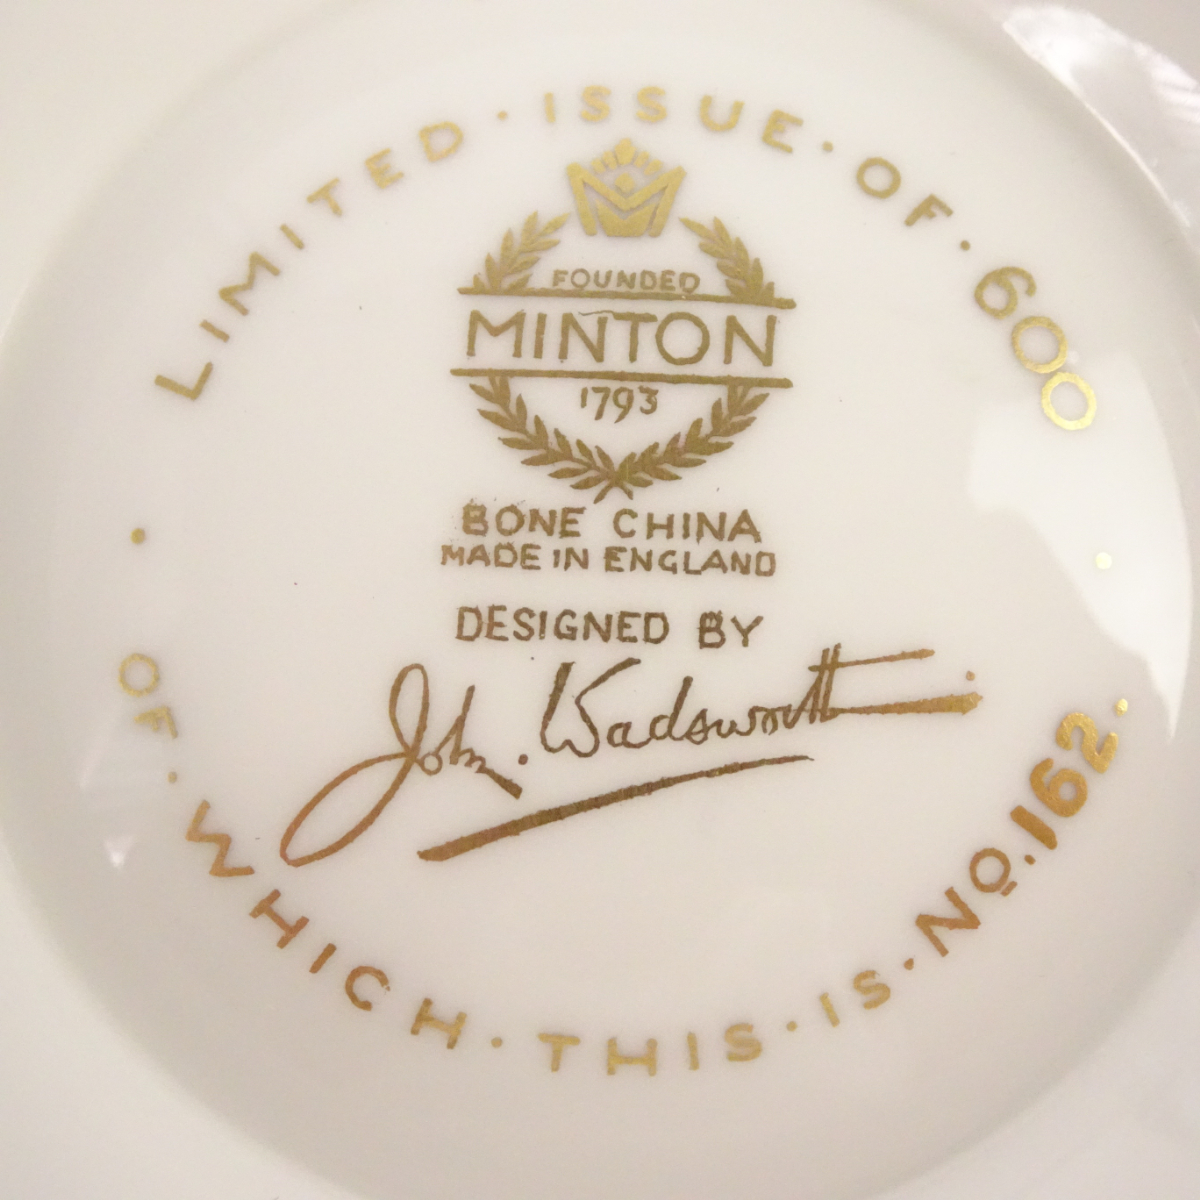 LIMITED · ISSUE · OF · 600
FOUNDED
MINTON
1793
BONE CHINA
MADE IN ENGLAND
DESIGNED BY
John. Wadsworth
OF · WHICH · THIS · IS · NO. 162.